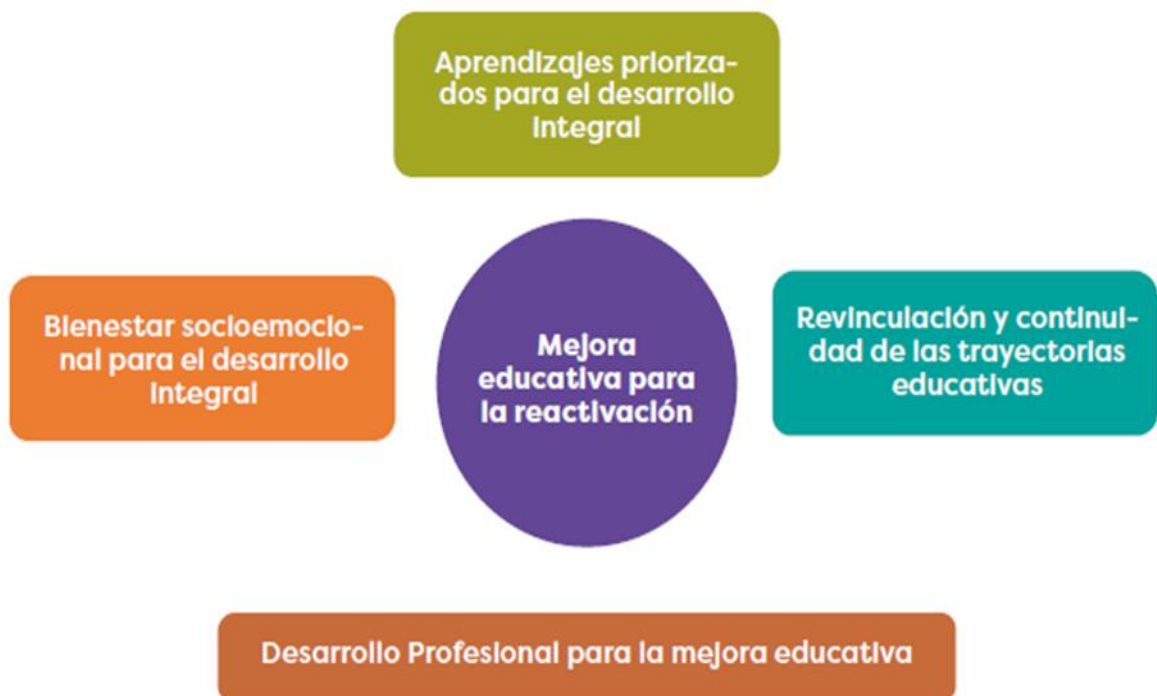 Aprendizajes prioriza-
dos para el desarrollo
Integral
Bienestar socioemocio-
nal para el desarrollo
Integral
Mejora
educativa para
la reactivación
Revinculación y continui-
dad de las trayectorias
educativas
Desarrollo Profesional para la mejora educativa